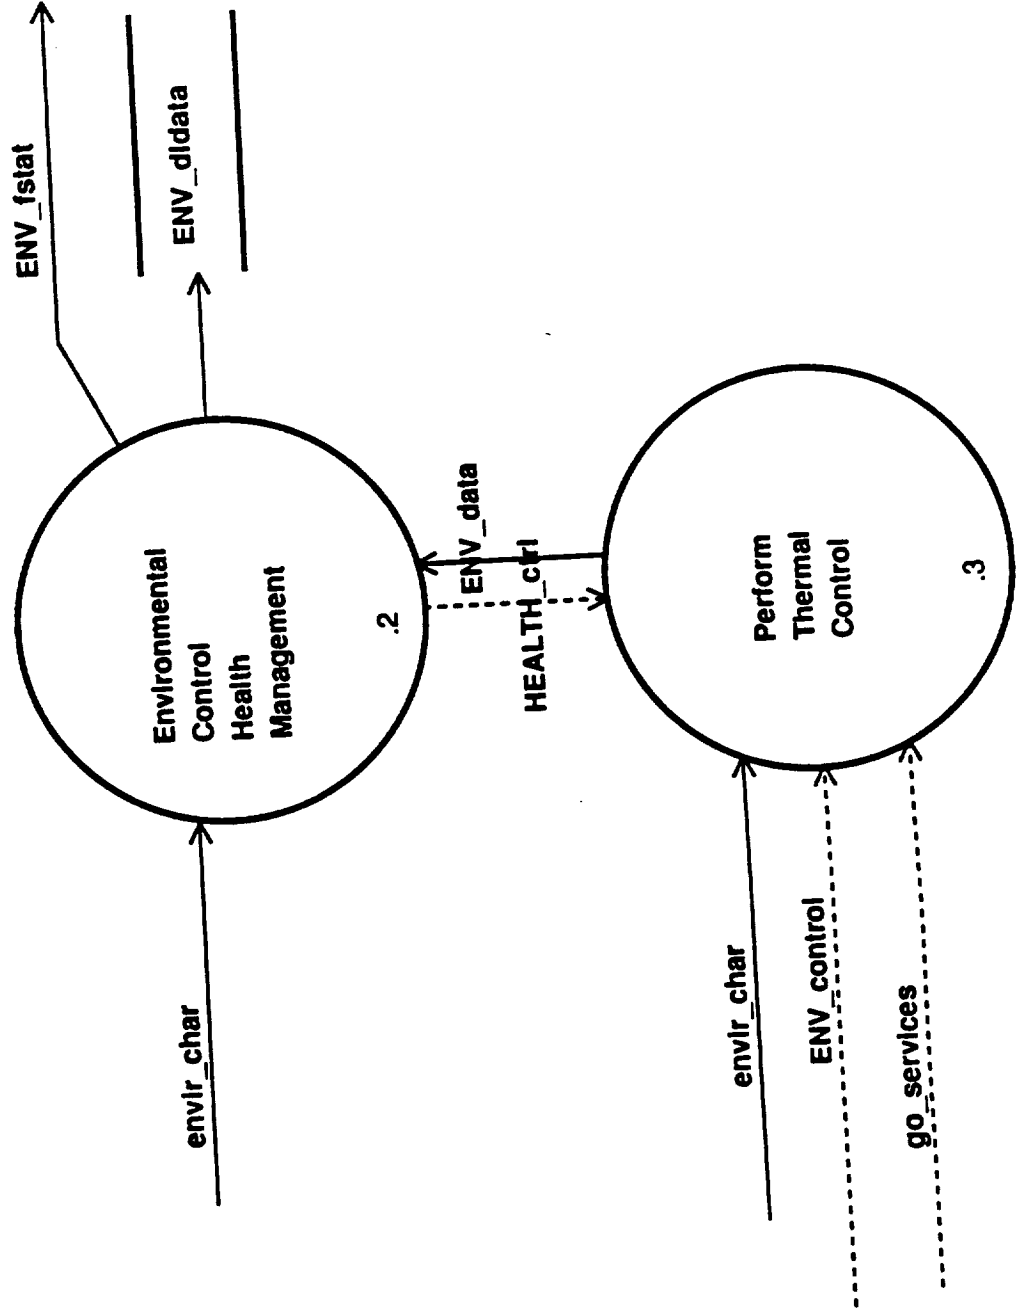 ENV_fstat
ENV_dldata
Environmental
Control
Health
Management
.2
envir_char
ENV_data
HEALTH_ctrl
Perform
Thermal
Control
.3
envir_char
ENV_control
go_services